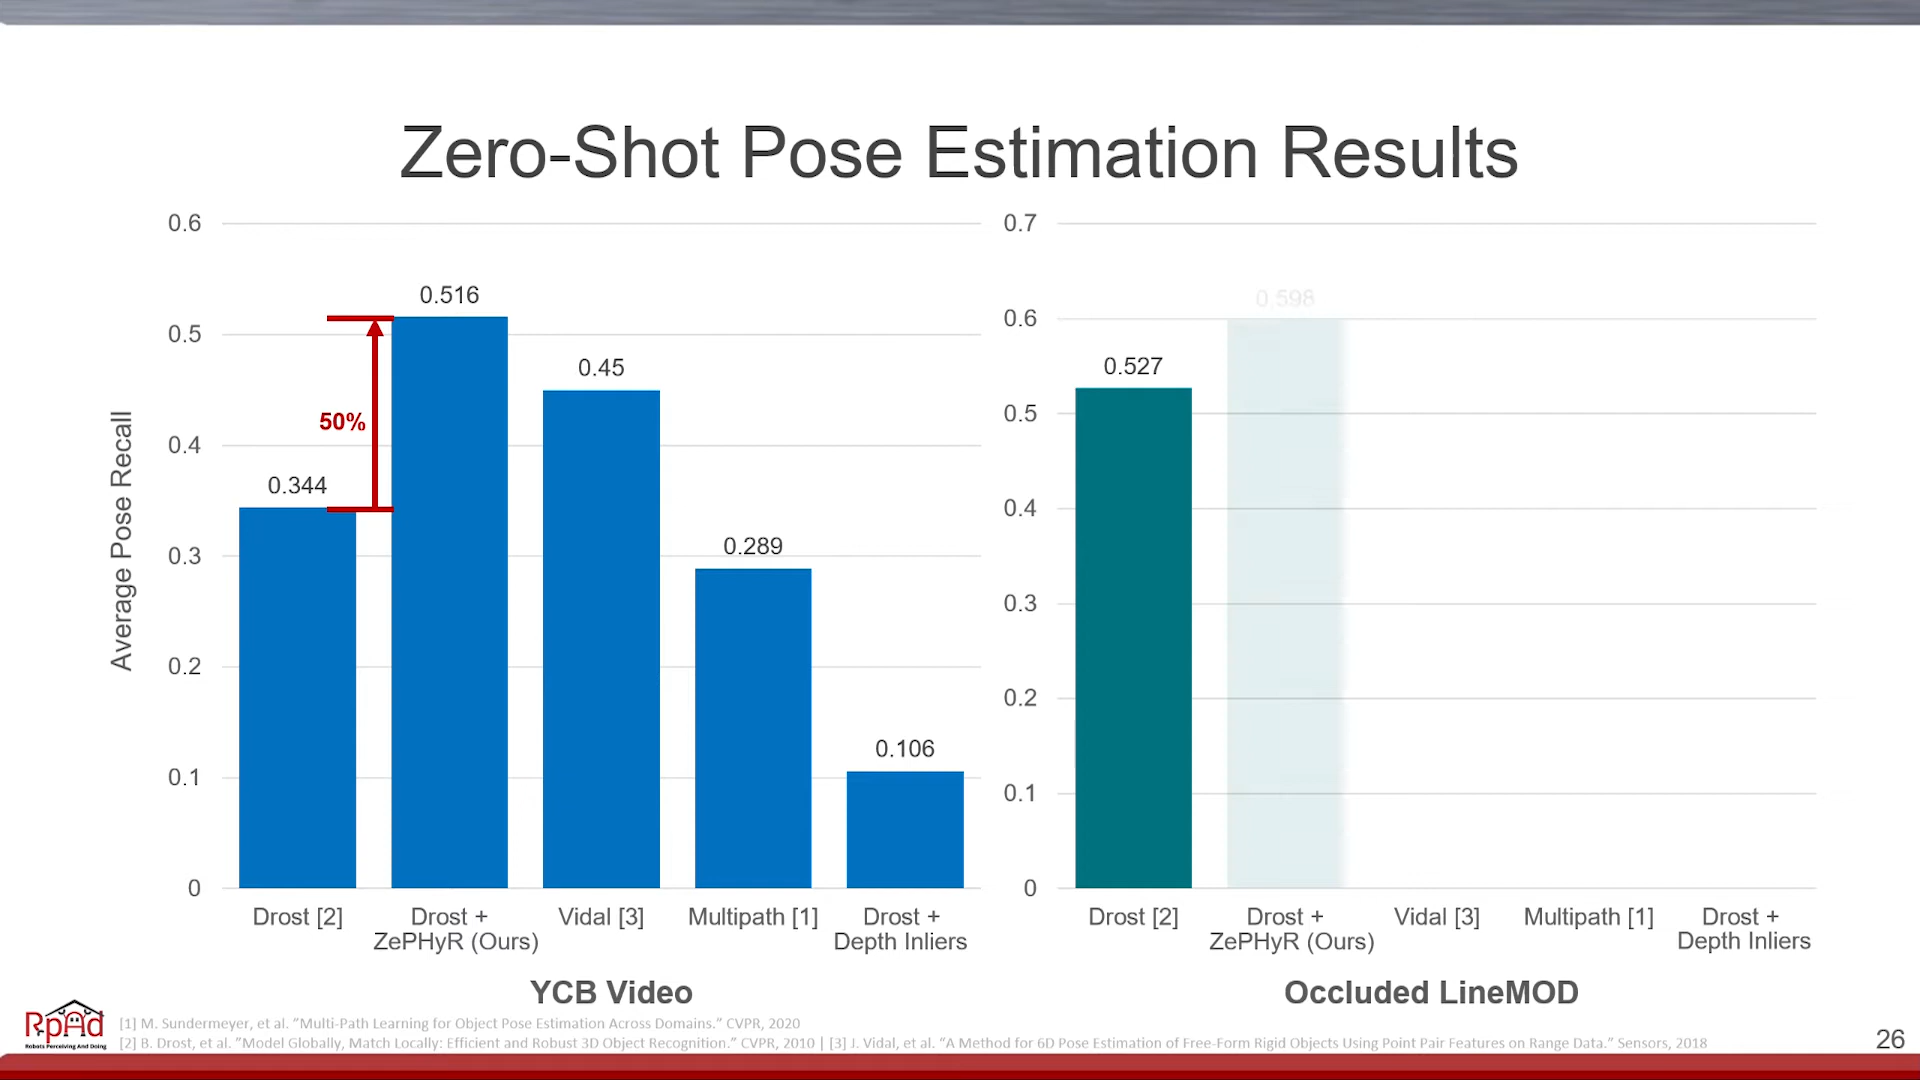 Zero-Shot Pose Estimation Results
Average Pose Recall
0.6
0.5
0.4
0.3
0.2
0.1
0
0.344
50%
0.516
0.45
0.289
0.106
Drost [2]
Drost +
ZePHyR (Ours)
Vidal [3]
Multipath [1]
Drost +
Depth Inliers
YCB Video
0.7
0.6
0.5
0.4
0.3
0.2
0.1
0
0.527
0.598
Drost [2]
Drost +
ZePHyR (Ours)
Vidal [3]
Multipath [1]
Drost +
Depth Inliers
Occluded LineMOD
RpAd
Robots Perceiving And Doing
[1] M. Sundermeyer, et al. "Multi-Path Learning for Object Pose Estimation Across Domains." CVPR, 2020
[2] B. Drost, et al. "Model Globally, Match Locally: Efficient and Robust 3D Object Recognition." CVPR, 2010 | [3] J. Vidal, et al. "A Method for 6D Pose Estimation of Free-Form Rigid Objects Using Point Pair Features on Range Data." Sensors, 2018
26